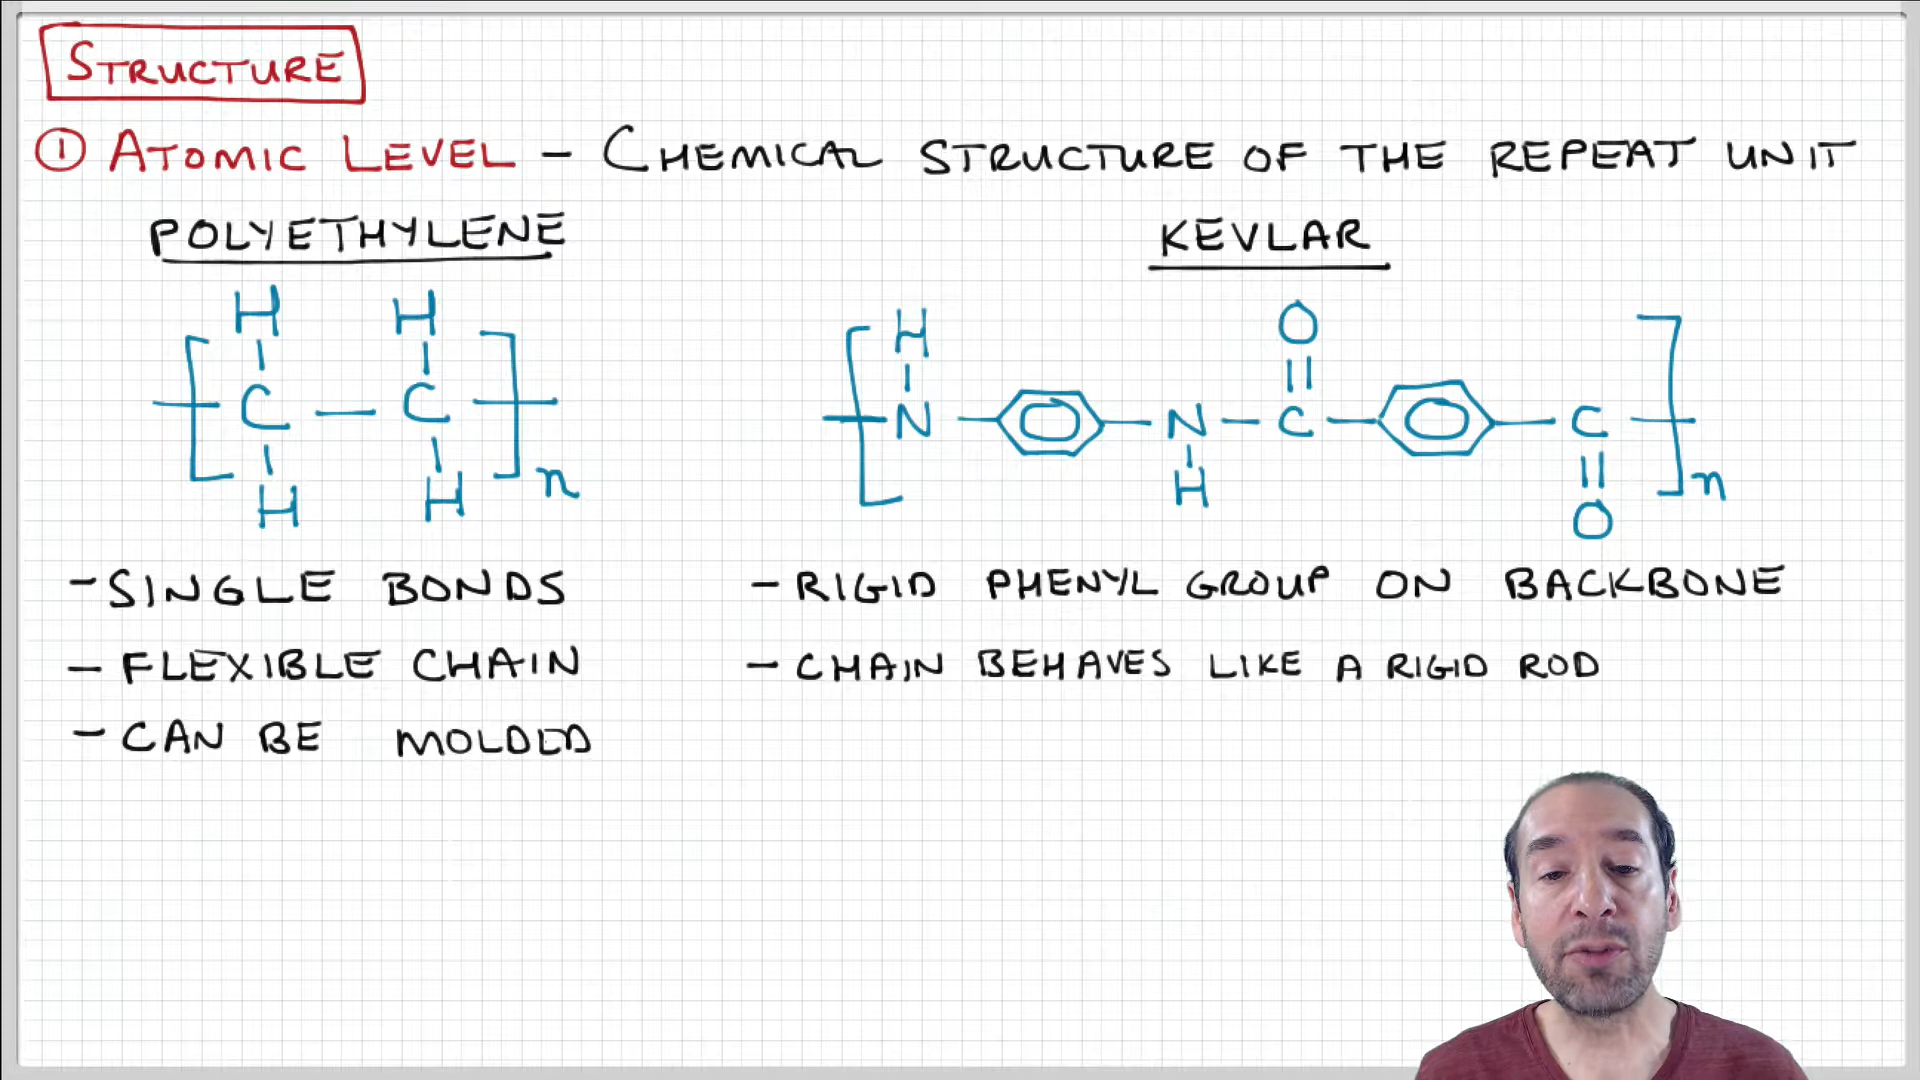 STRUCTURE
① ATOMIC LEVEL – CHEMICAL STRUCTURE OF THE REPEAT UNIT
POLYETHYLENE
H H
C — C
H H
n
– SINGLE BONDS
– FLEXIBLE CHAIN
– CAN BE MOLDED
KEVLAR
H O
N N C C
H O
n
– RIGID PHENYL GROUP ON BACKBONE
– CHAIN BEHAVES LIKE A RIGID ROD